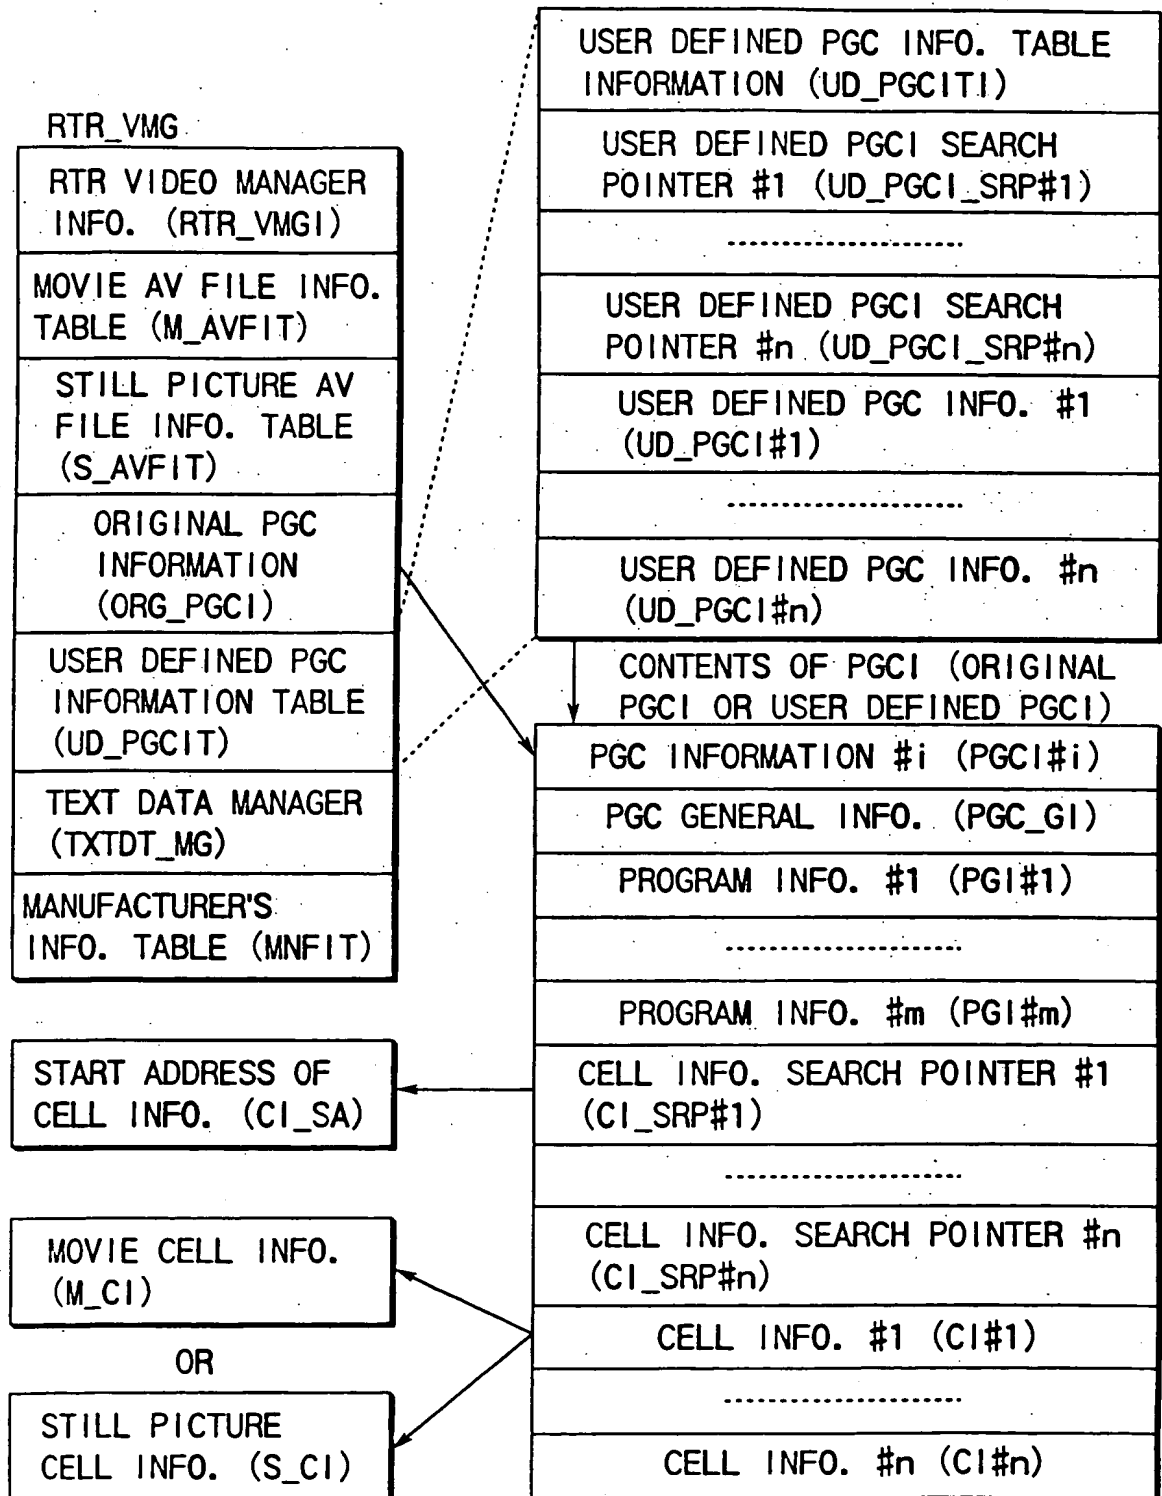 RTR_VMG
RTR VIDEO MANAGER
INFO. (RTR_VMGI)
MOVIE AV FILE INFO.
TABLE (M_AVFIT)
STILL PICTURE AV
FILE INFO. TABLE
(S_AVFIT)
ORIGINAL PGC
INFORMATION
(ORG_PGCI)
USER DEFINED PGC
INFORMATION TABLE
(UD_PGCIT)
TEXT DATA MANAGER
(TXTDT_MG)
MANUFACTURER'S
INFO. TABLE (MNFIT)
USER DEFINED PGC INFO. TABLE
INFORMATION (UD_PGCITI)
USER DEFINED PGCI SEARCH
POINTER #1 (UD_PGCI_SRP#1)
USER DEFINED PGCI SEARCH
POINTER #n (UD_PGCI_SRP#n)
USER DEFINED PGC INFO. #1
(UD_PGCI#1)
USER DEFINED PGC INFO. #n
(UD_PGCI#n)
CONTENTS OF PGCI (ORIGINAL
PGCI OR USER DEFINED PGCI)
PGC INFORMATION #i (PGCI#i)
PGC GENERAL INFO. (PGC_GI)
PROGRAM INFO. #1 (PGI#1)
PROGRAM INFO. #m (PGI#m)
CELL INFO. SEARCH POINTER #1
(CI_SRP#1)
CELL INFO. SEARCH POINTER #n
(CI_SRP#n)
CELL INFO. #1 (CI#1)
CELL INFO. #n (CI#n)
START ADDRESS OF
CELL INFO. (CI_SA)
MOVIE CELL INFO.
(M_CI)
OR
STILL PICTURE
CELL INFO. (S_CI)